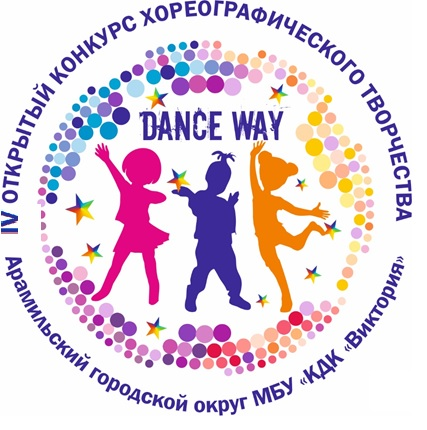 IV ОТКРЫТЫЙ КОНКУРС ХОРЕОГРАФИЧЕСКОГО ТВОРЧЕСТВА
DANCE WAY
Арамильский городской округ МБУ «КДК «Виктория»